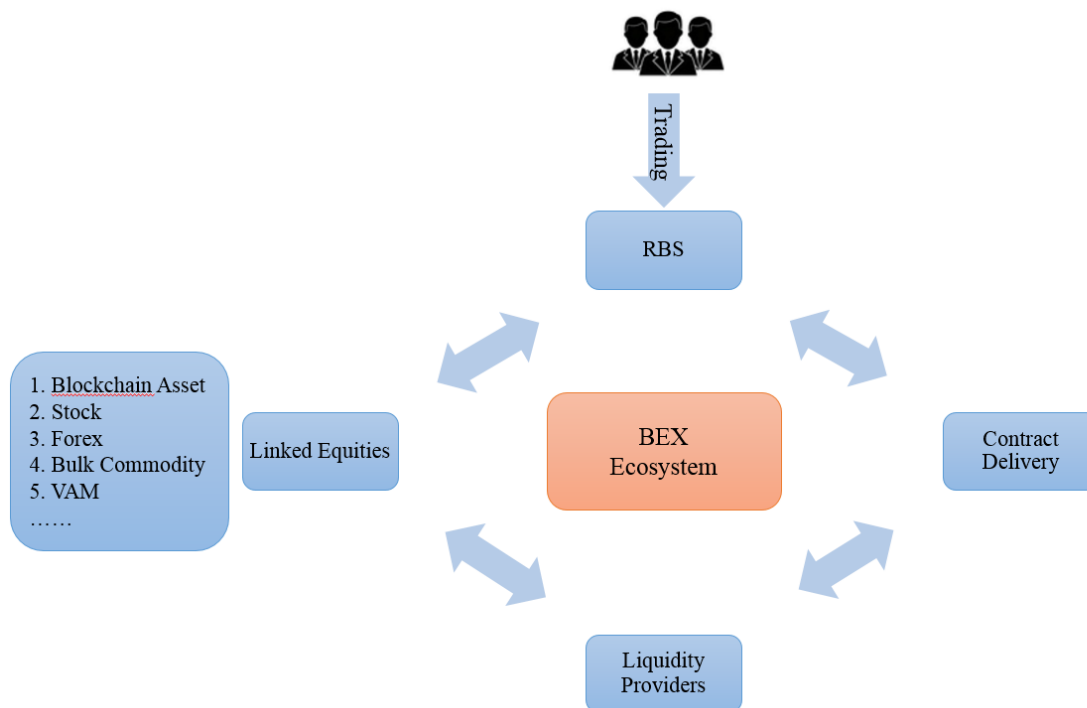 Trading
RBS
1. Blockchain Asset
2. Stock
3. Forex
4. Bulk Commodity
5. VAM
……
Linked Equities
BEX
Ecosystem
Contract
Delivery
Liquidity
Providers